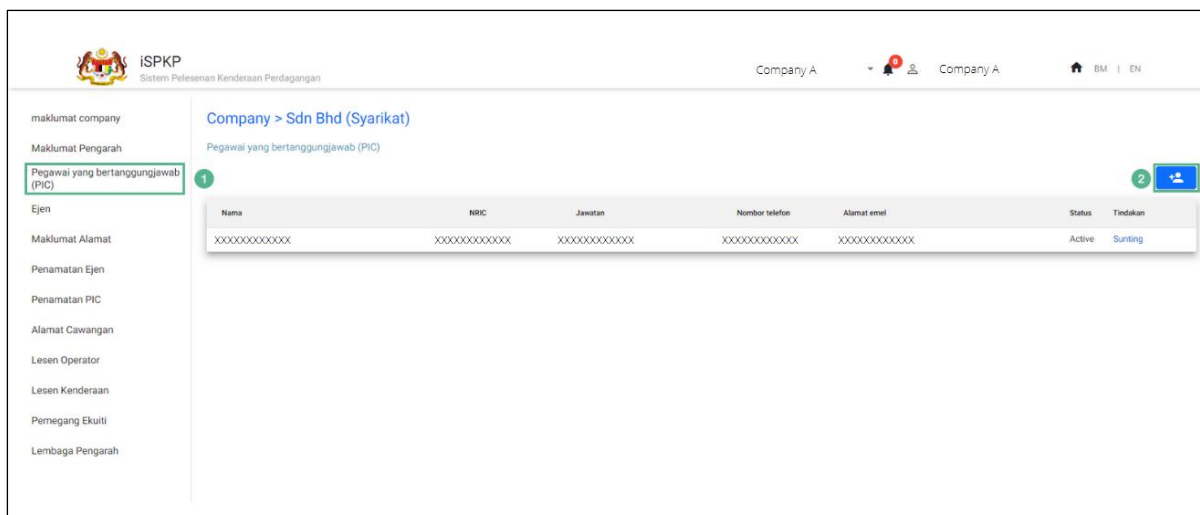 iSPKP
Sistem Pelesenan Kenderaan Perdagangan
Company A
0
Company A
BM | EN
maklumat company
Maklumat Pengarah
Pegawai yang bertanggungjawab
(PIC)
Ejen
Maklumat Alamat
Penamatan Ejen
Penamatan PIC
Alamat Cawangan
Lesen Operator
Lesen Kenderaan
Pemegang Ekuiti
Lembaga Pengarah
Company > Sdn Bhd (Syarikat)
Pegawai yang bertanggungjawab (PIC)
1
2
Nama NRIC Jawatan Nombor telefon Alamat emel Status Tindakan
XXXXXXXXXXXX XXXXXXXXXXXX XXXXXXXXXXXX XXXXXXXXXXXX XXXXXXXXXXXX Active Sunting